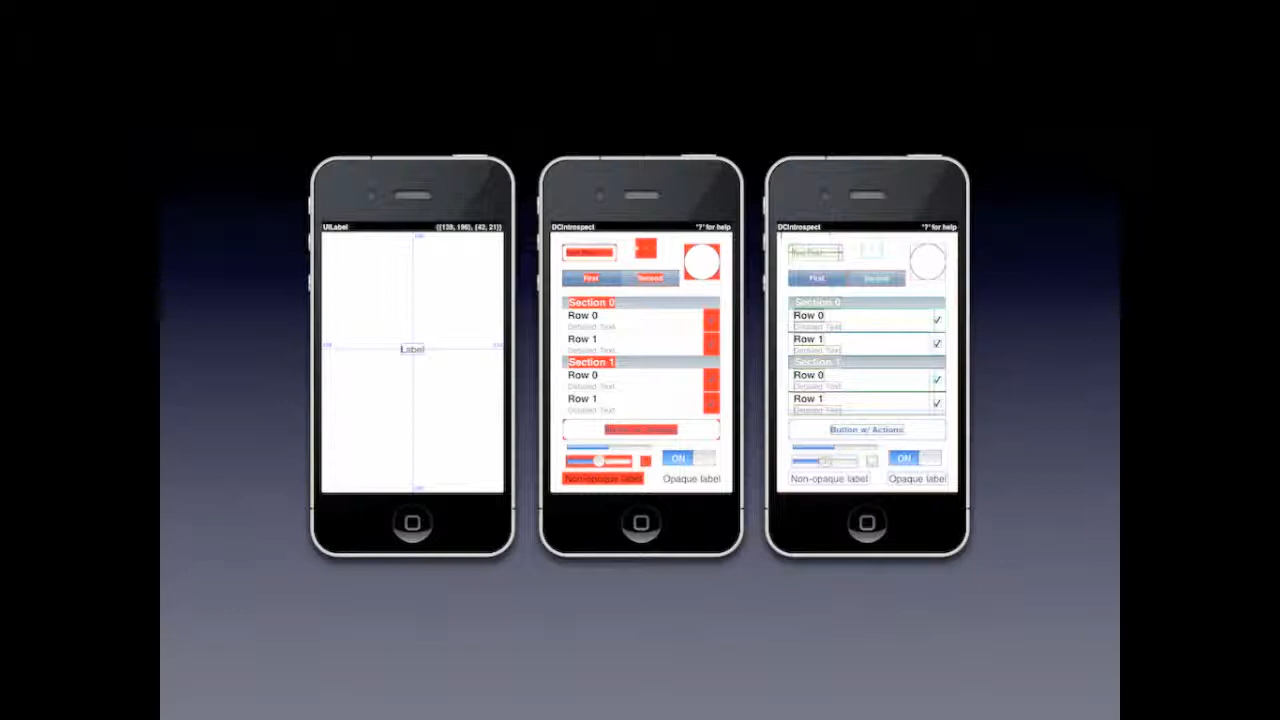 UILabel ({139, 196}, {42, 21})
Label
DCIntrospect "?" for help
First Second
Section 0
Row 0
Detailed Text
Row 1
Detailed Text
Section 1
Row 0
Detailed Text
Row 1
Detailed Text
ON
Non-opaque label Opaque label
DCIntrospect "?" for help
First Second
Section 0
Row 0
Detailed Text
Row 1
Section 1
Row 0
Detailed Text
Row 1
Detailed Text
Button w/ Actions
ON
Non-opaque label Opaque label